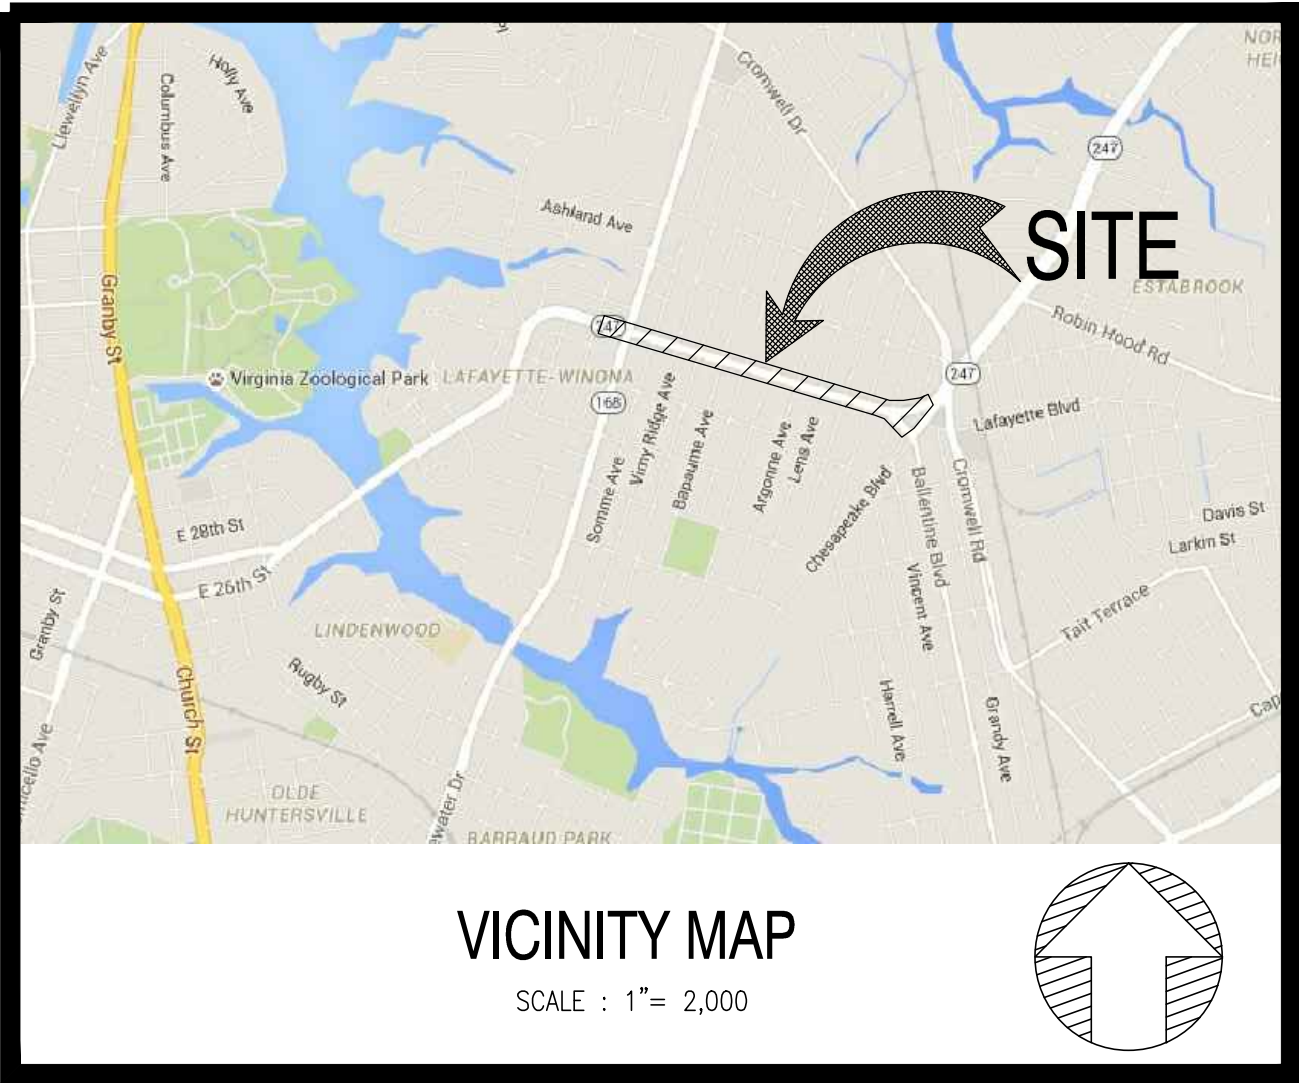 Llewellyn Ave
Columbus Ave
Holly Ave
Cromwell Dr
NOR
HEI
247
SITE
Ashland Ave
ESTABROOK
Granby St
247
Robin Hood Rd
Virginia Zoological Park
LAFAYETTE-WINONA
247
168
Vimy Ridge Ave
Bapaume Ave
Lafayette Blvd
Argonne Ave
Lens Ave
Somme Ave
Chesapeake Blvd
Ballentine Blvd
Cromwell Rd
Davis St
Larkin St
E 28th St
E 26th St
Vincent Ave
Tait Terrace
Granby St
LINDENWOOD
Rugby St
Church St
Harrell Ave
Grandy Ave
Cap
nticello Ave
OLDE
HUNTERSVILLE
ewater Dr
BARRAUD PARK
VICINITY MAP
SCALE : 1"= 2,000